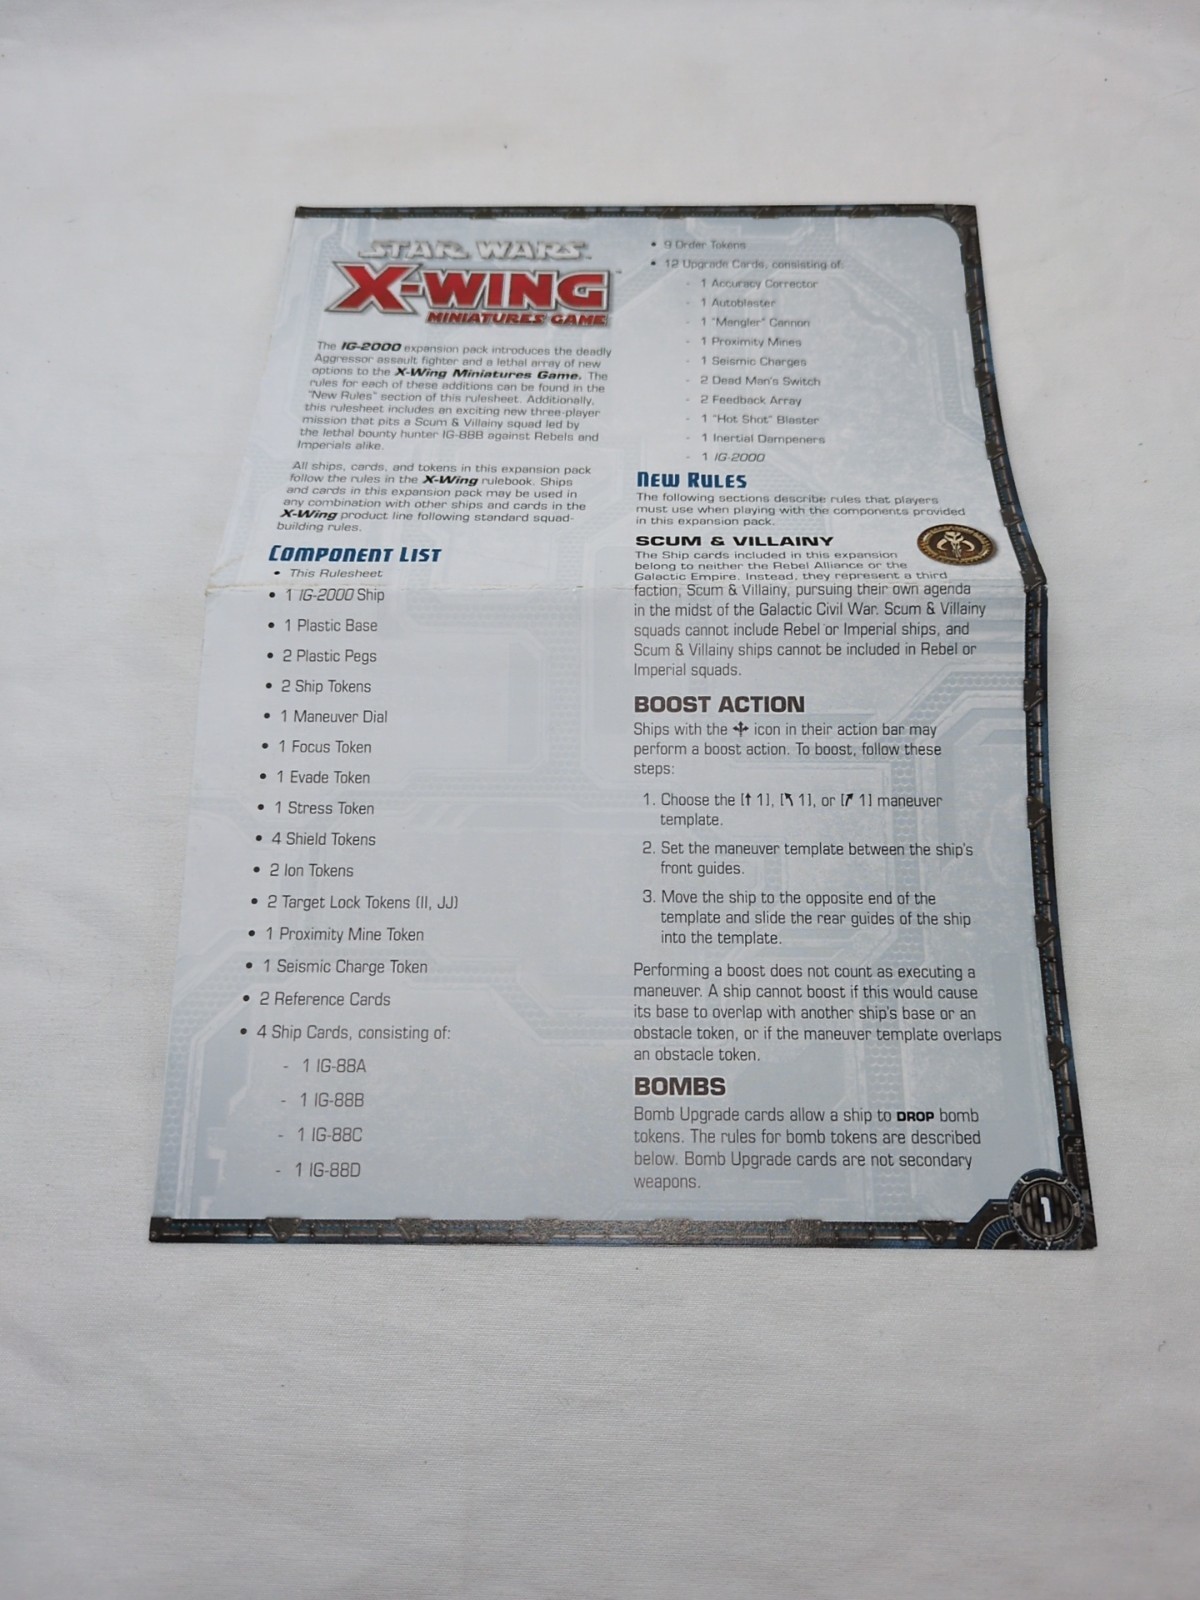 STAR WARS
X-WING
MINIATURES GAME
The IG-2000 expansion pack introduces the deadly
Aggressor assault fighter and a lethal array of new
options to the X-Wing Miniatures Game. The
rules for each of these additions can be found in the
"New Rules" section of this rulesheet. Additionally,
this rulesheet includes an exciting new three-player
mission that pits a Scum & Villainy squad led by
the lethal bounty hunter IG-88B against Rebels and
Imperials alike.
All ships, cards, and tokens in this expansion pack
follow the rules in the X-Wing rulebook. Ships
and cards in this expansion pack may be used in
any combination with other ships and cards in the
X-Wing product line following standard squad-
building rules.
COMPONENT LIST
• This Rulesheet
• 1 IG-2000 Ship
• 1 Plastic Base
• 2 Plastic Pegs
• 2 Ship Tokens
• 1 Maneuver Dial
• 1 Focus Token
• 1 Evade Token
• 1 Stress Token
• 4 Shield Tokens
• 2 Ion Tokens
• 2 Target Lock Tokens (II, JJ)
• 1 Proximity Mine Token
• 1 Seismic Charge Token
• 2 Reference Cards
• 4 Ship Cards, consisting of:
- 1 IG-88A
- 1 IG-88B
- 1 IG-88C
- 1 IG-88D
• 9 Order Tokens
• 12 Upgrade Cards, consisting of:
- 1 Accuracy Corrector
- 1 Autoblaster
- 1 "Mangler" Cannon
- 1 Proximity Mines
- 1 Seismic Charges
- 2 Dead Man's Switch
- 2 Feedback Array
- 1 "Hot Shot" Blaster
- 1 Inertial Dampeners
- 1 IG-2000
NEW RULES
The following sections describe rules that players
must use when playing with the components provided
in this expansion pack.
SCUM & VILLAINY
The Ship cards included in this expansion
belong to neither the Rebel Alliance or the
Galactic Empire. Instead, they represent a third
faction, Scum & Villainy, pursuing their own agenda
in the midst of the Galactic Civil War. Scum & Villainy
squads cannot include Rebel or Imperial ships, and
Scum & Villainy ships cannot be included in Rebel or
Imperial squads.
BOOST ACTION
Ships with the icon in their action bar may
perform a boost action. To boost, follow these
steps:
1. Choose the [↑ 1], [↖ 1], or [↗ 1] maneuver
template.
2. Set the maneuver template between the ship's
front guides.
3. Move the ship to the opposite end of the
template and slide the rear guides of the ship
into the template.
Performing a boost does not count as executing a
maneuver. A ship cannot boost if this would cause
its base to overlap with another ship's base or an
obstacle token, or if the maneuver template overlaps
an obstacle token.
BOMBS
Bomb Upgrade cards allow a ship to DROP bomb
tokens. The rules for bomb tokens are described
below. Bomb Upgrade cards are not secondary
weapons.
1